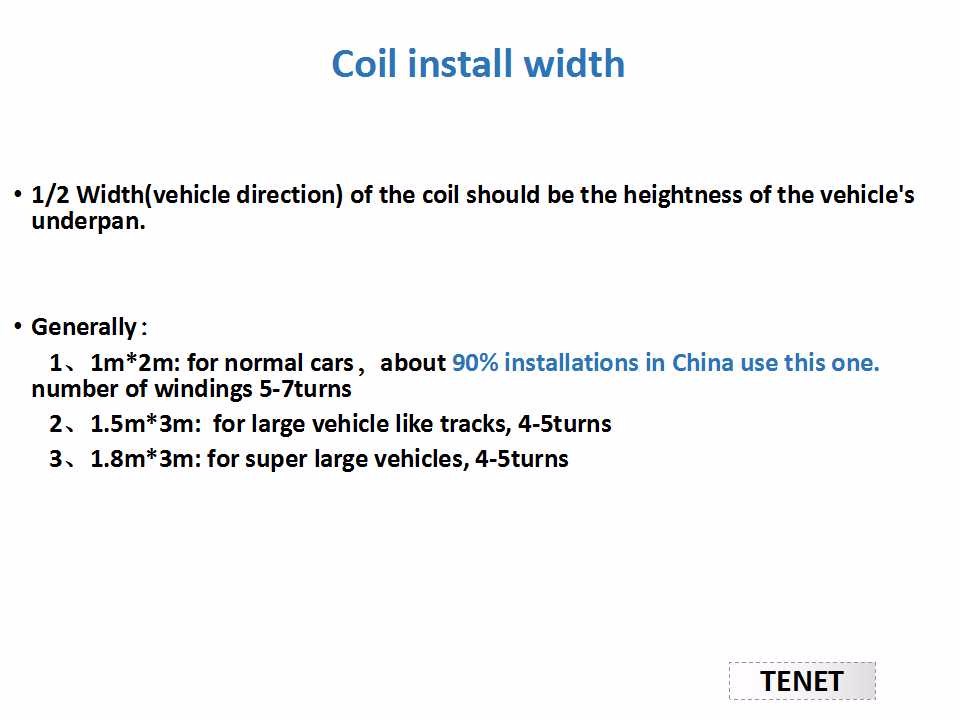 Coil install width
• 1/2 Width(vehicle direction) of the coil should be the heightness of the vehicle's
underpan.
• Generally：
1、1m*2m: for normal cars，about 90% installations in China use this one.
number of windings 5-7turns
2、1.5m*3m:  for large vehicle like tracks, 4-5turns
3、1.8m*3m: for super large vehicles, 4-5turns
TENET